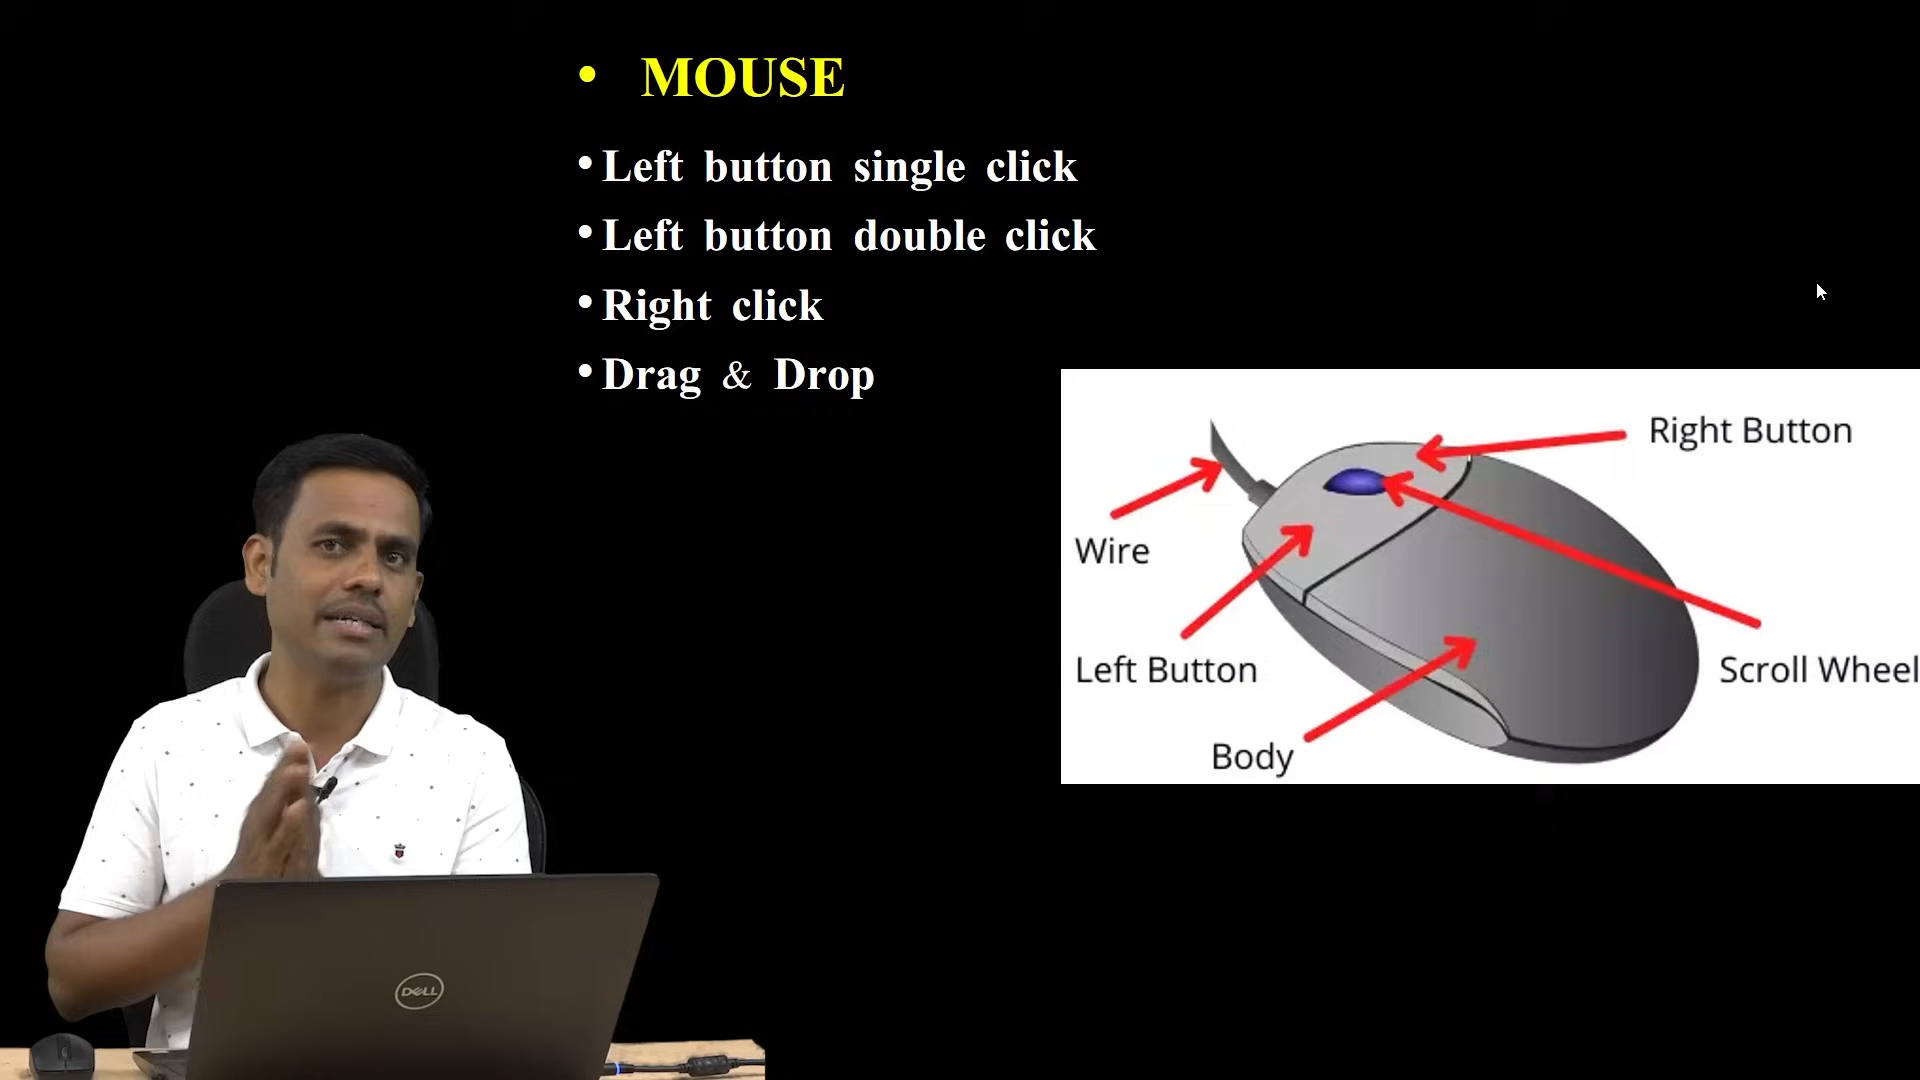 • MOUSE
• Left button single click
• Left button double click
• Right click
• Drag & Drop
Right Button
Wire
Left Button
Scroll Wheel
Body
DELL